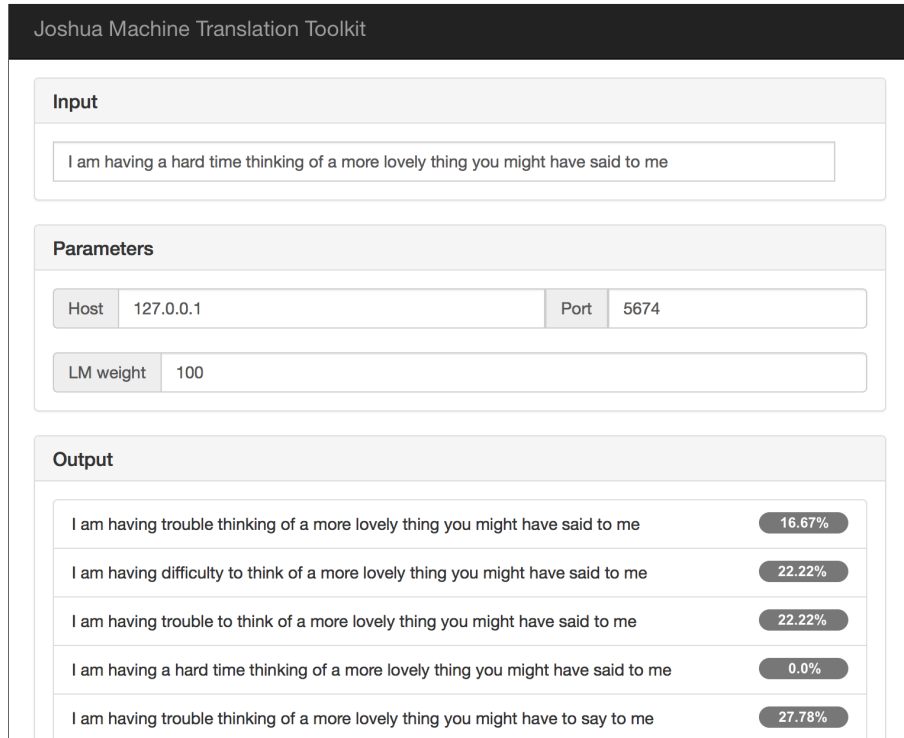 Joshua Machine Translation Toolkit
Input
I am having a hard time thinking of a more lovely thing you might have said to me
Parameters
Host 127.0.0.1 Port 5674
LM weight 100
Output
I am having trouble thinking of a more lovely thing you might have said to me 16.67%
I am having difficulty to think of a more lovely thing you might have said to me 22.22%
I am having trouble to think of a more lovely thing you might have said to me 22.22%
I am having a hard time thinking of a more lovely thing you might have said to me 0.0%
I am having trouble thinking of a more lovely thing you might have to say to me 27.78%